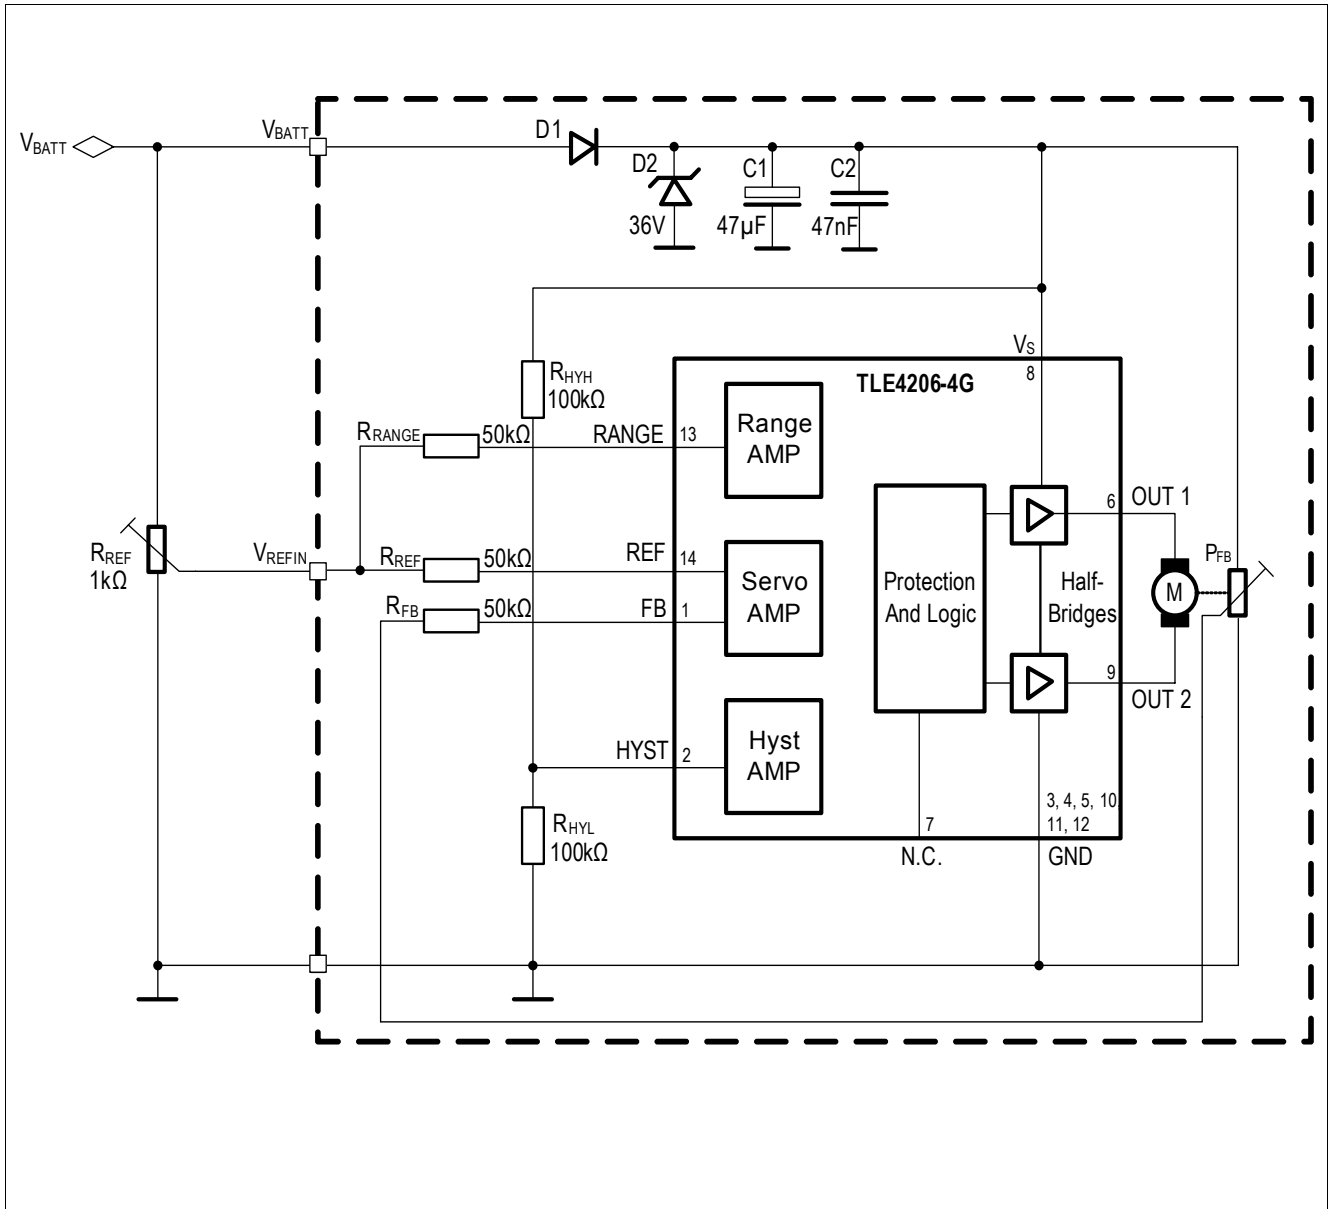 VBATT
VBATT
D1
D2
36V
C1
47µF
C2
47nF
VS
8
TLE4206-4G
RHYH
100kΩ
RRANGE
50kΩ
RANGE
13
Range
AMP
6
OUT 1
RREF
1kΩ
VREFIN
RREF
50kΩ
REF
14
RFB
50kΩ
FB
1
Servo
AMP
Protection
And Logic
Half-
Bridges
M
PFB
9
OUT 2
HYST
2
Hyst
AMP
RHYL
100kΩ
7
N.C.
3, 4, 5, 10,
11, 12
GND